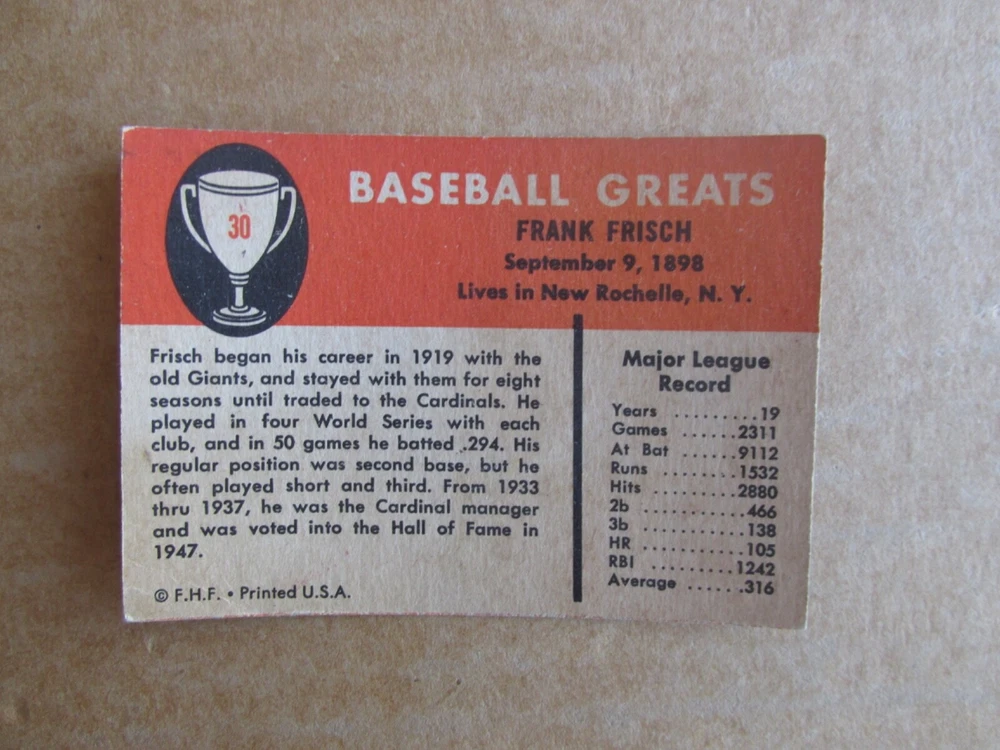 30
BASEBALL GREATS
FRANK FRISCH
September 9, 1898
Lives in New Rochelle, N. Y.
Frisch began his career in 1919 with the
old Giants, and stayed with them for eight
seasons until traded to the Cardinals. He
played in four World Series with each
club, and in 50 games he batted .294. His
regular position was second base, but he
often played short and third. From 1933
thru 1937, he was the Cardinal manager
and was voted into the Hall of Fame in
1947.
© F.H.F. • Printed U.S.A.
Major League
Record
Years .........19
Games ......2311
At Bat ......9112
Runs ........1532
Hits .........2880
2b ...........466
3b ...........138
HR ...........105
RBI .........1242
Average ......316